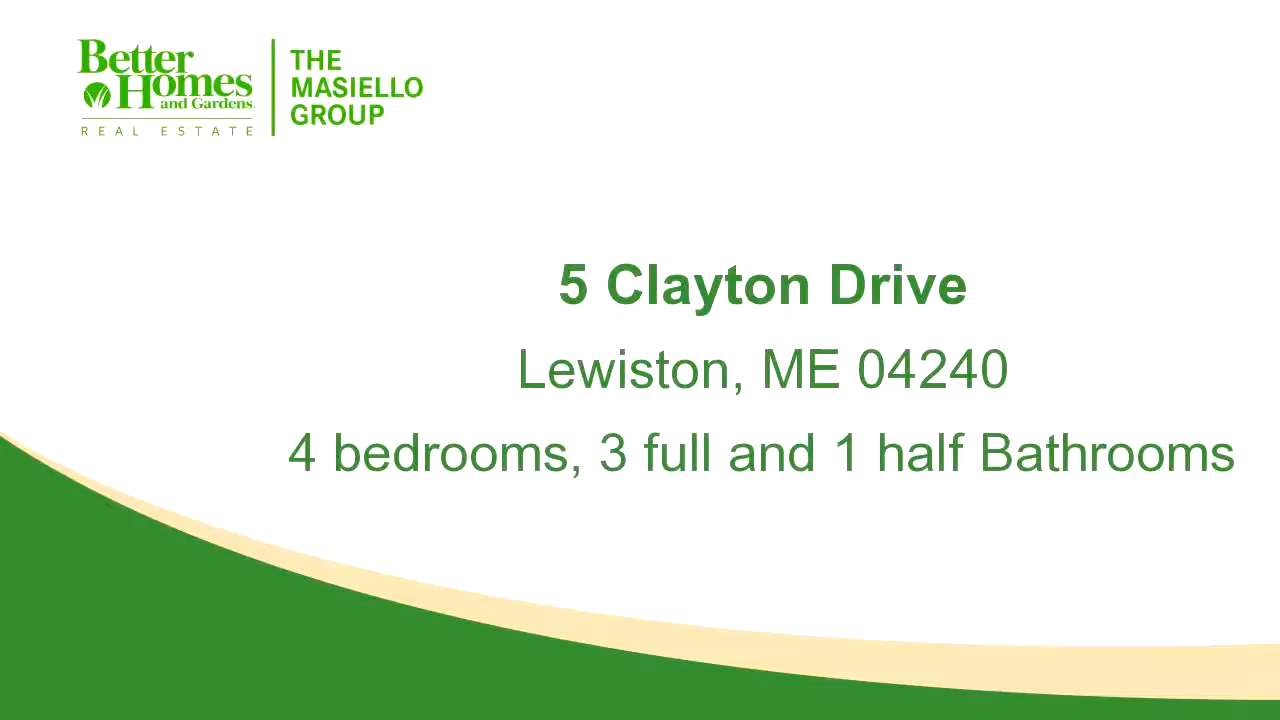 Better
Homes
and Gardens.
REAL ESTATE
THE
MASIELLO
GROUP
5 Clayton Drive
Lewiston, ME 04240
4 bedrooms, 3 full and 1 half Bathrooms